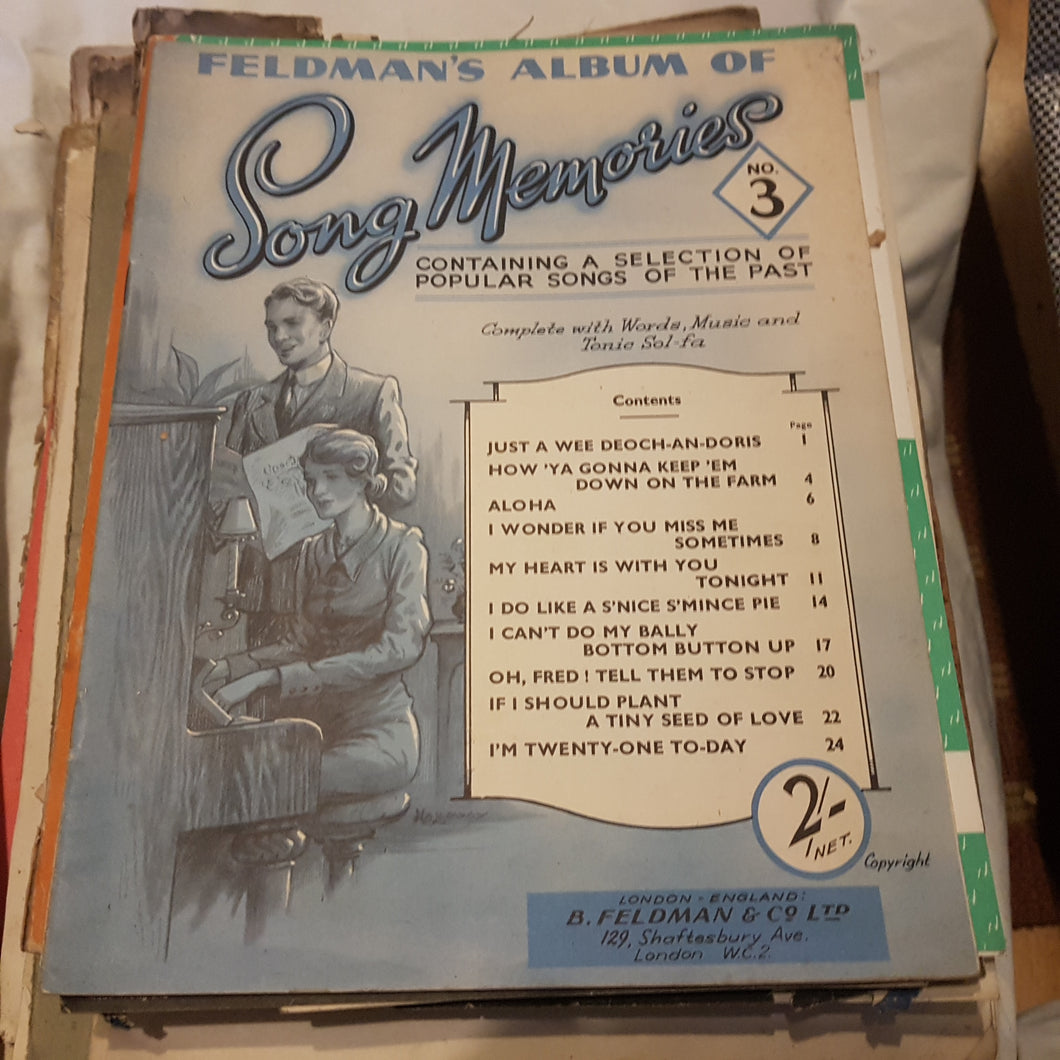 FELDMAN'S ALBUM OF
Song Memories
NO.
3
CONTAINING A SELECTION OF
POPULAR SONGS OF THE PAST
Complete with Words, Music and
Tonic Sol-fa
Contents
Page
JUST A WEE DEOCH-AN-DORIS 1
HOW 'YA GONNA KEEP 'EM
DOWN ON THE FARM 4
ALOHA 6
I WONDER IF YOU MISS ME
SOMETIMES 8
MY HEART IS WITH YOU
TONIGHT 11
I DO LIKE A S'NICE S'MINCE PIE 14
I CAN'T DO MY BALLY
BOTTOM BUTTON UP 17
OH, FRED! TELL THEM TO STOP 20
IF I SHOULD PLANT
A TINY SEED OF LOVE 22
I'M TWENTY-ONE TO-DAY 24
2/-
NET.
Copyright
LONDON - ENGLAND:
B. FELDMAN & CO LTD
129, Shaftesbury Ave.
London W.C.2